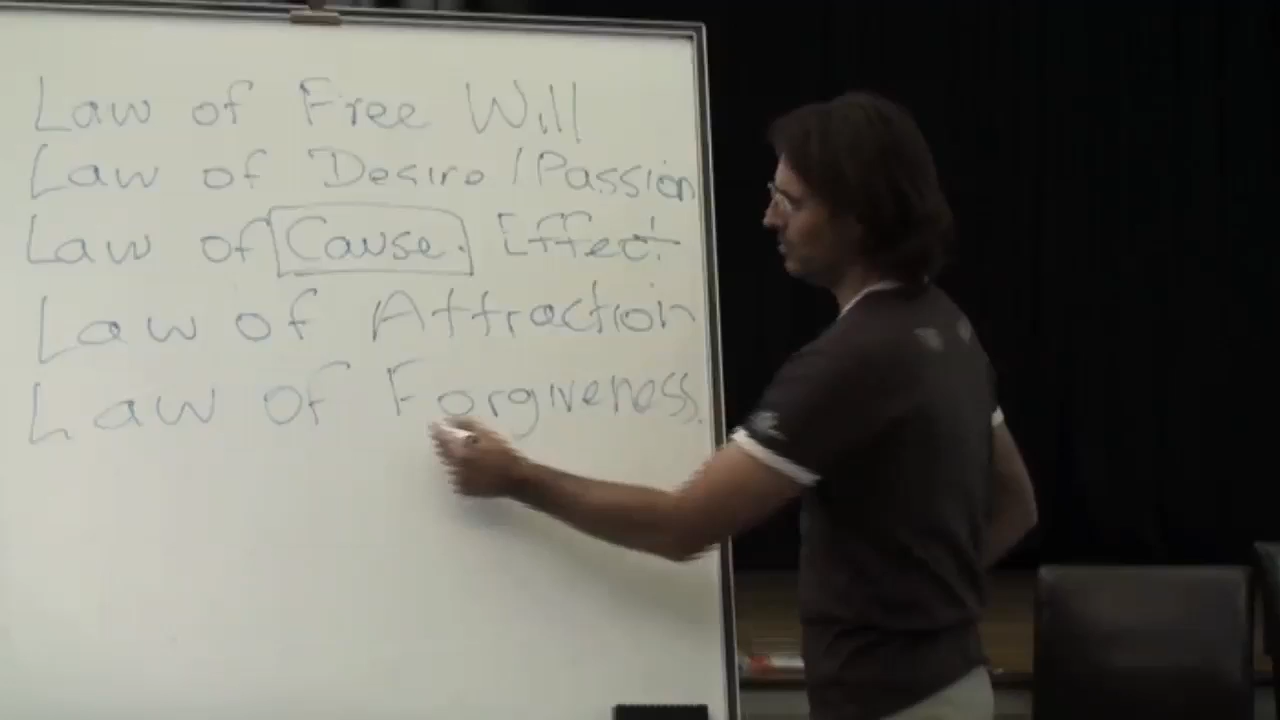 Law of Free Will
Law of Desire / Passion
Law of Cause. Effect
Law of Attraction
Law of Forgiveness.